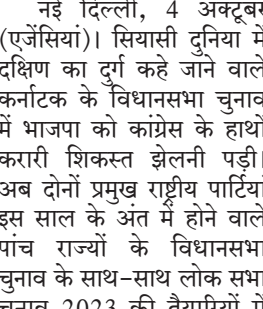 नई दिल्ली, 4 अक्टूबर
(एजेंसियां)। सियासी दुनिया में
दक्षिण का दुर्ग कहे जाने वाले
कर्नाटक के विधानसभा चुनाव
में भाजपा को कांग्रेस के हाथों
करारी शिकस्त झेलनी पड़ी।
अब दोनों प्रमुख राष्ट्रीय पार्टियां
इस साल के अंत में होने वाले
पांच राज्यों के विधानसभा
चुनाव के साथ-साथ लोक सभा
चुनाव 2023 की तैयारियों में